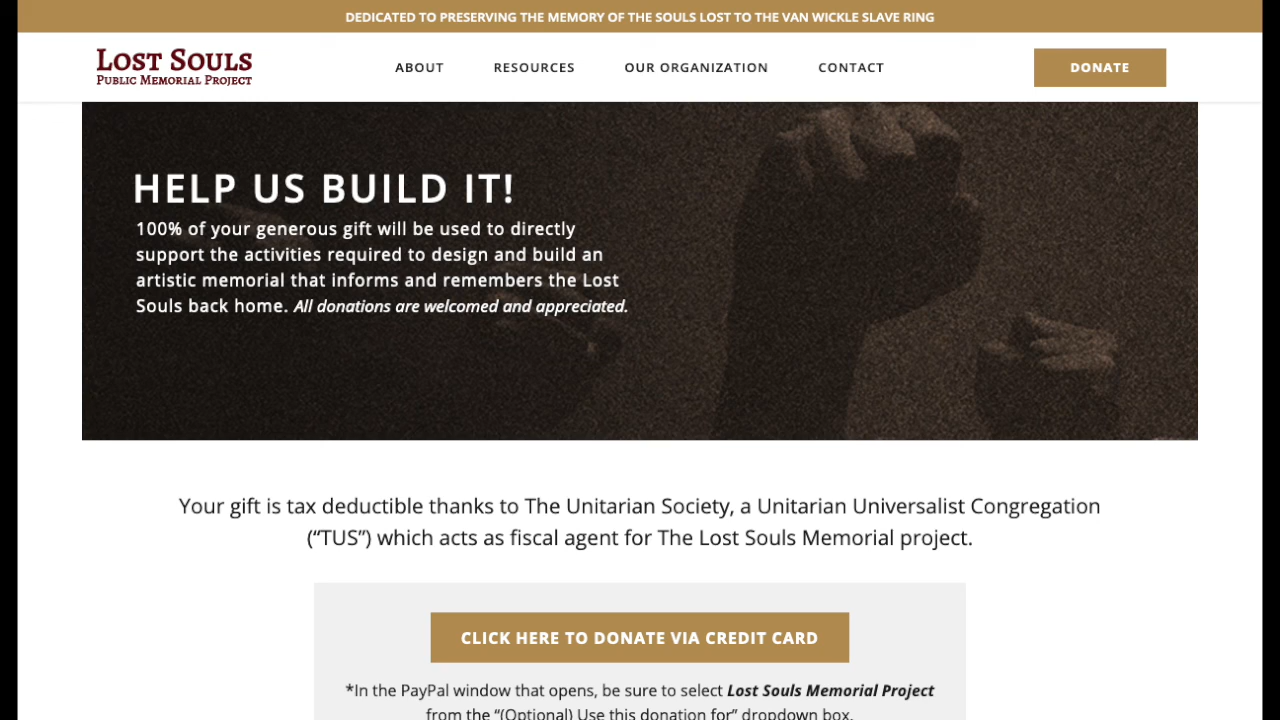 DEDICATED TO PRESERVING THE MEMORY OF THE SOULS LOST TO THE VAN WICKLE SLAVE RING
LOST SOULS
PUBLIC MEMORIAL PROJECT
ABOUT
RESOURCES
OUR ORGANIZATION
CONTACT
DONATE
HELP US BUILD IT!
100% of your generous gift will be used to directly
support the activities required to design and build an
artistic memorial that informs and remembers the Lost
Souls back home. All donations are welcomed and appreciated.
Your gift is tax deductible thanks to The Unitarian Society, a Unitarian Universalist Congregation
(“TUS”) which acts as fiscal agent for The Lost Souls Memorial project.
CLICK HERE TO DONATE VIA CREDIT CARD
*In the PayPal window that opens, be sure to select Lost Souls Memorial Project
from the “(Optional) Use this donation for” dropdown box.